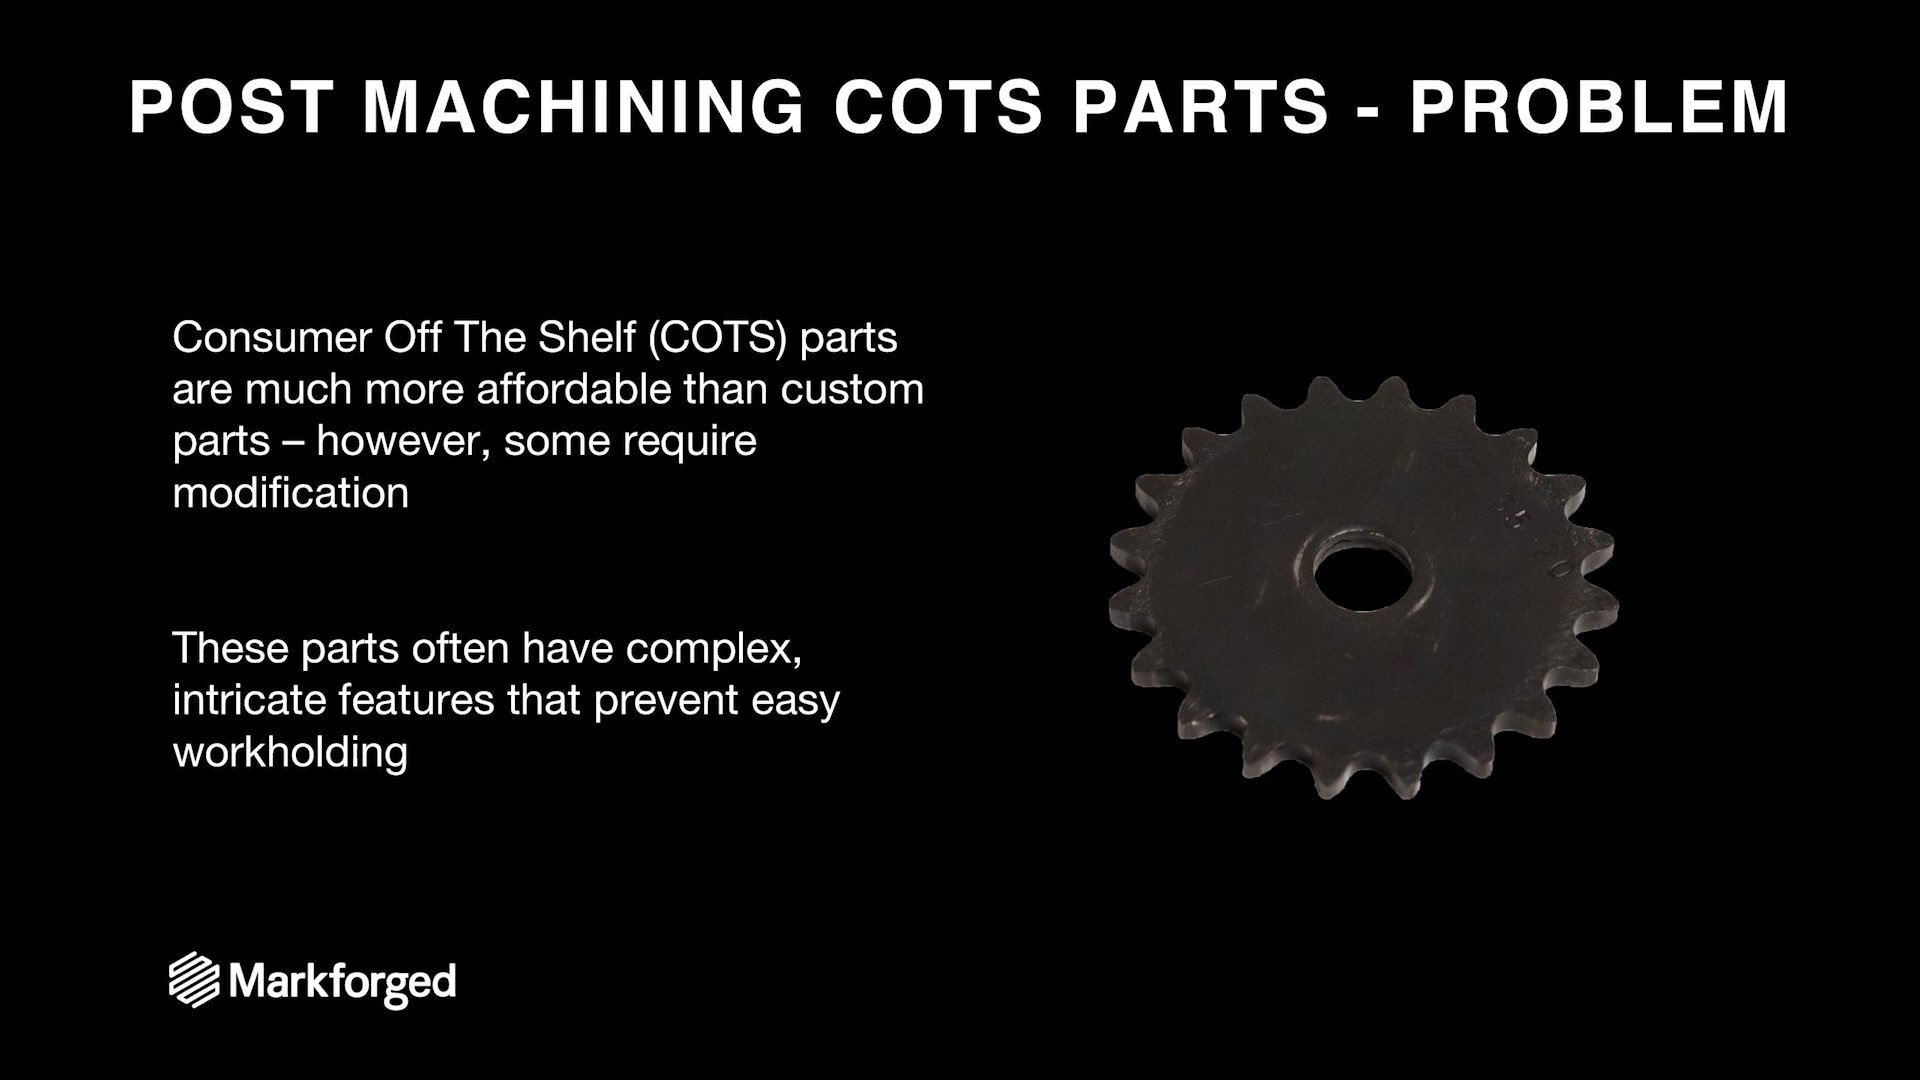 POST MACHINING COTS PARTS - PROBLEM
Consumer Off The Shelf (COTS) parts
are much more affordable than custom
parts – however, some require
modification
These parts often have complex,
intricate features that prevent easy
workholding
Markforged